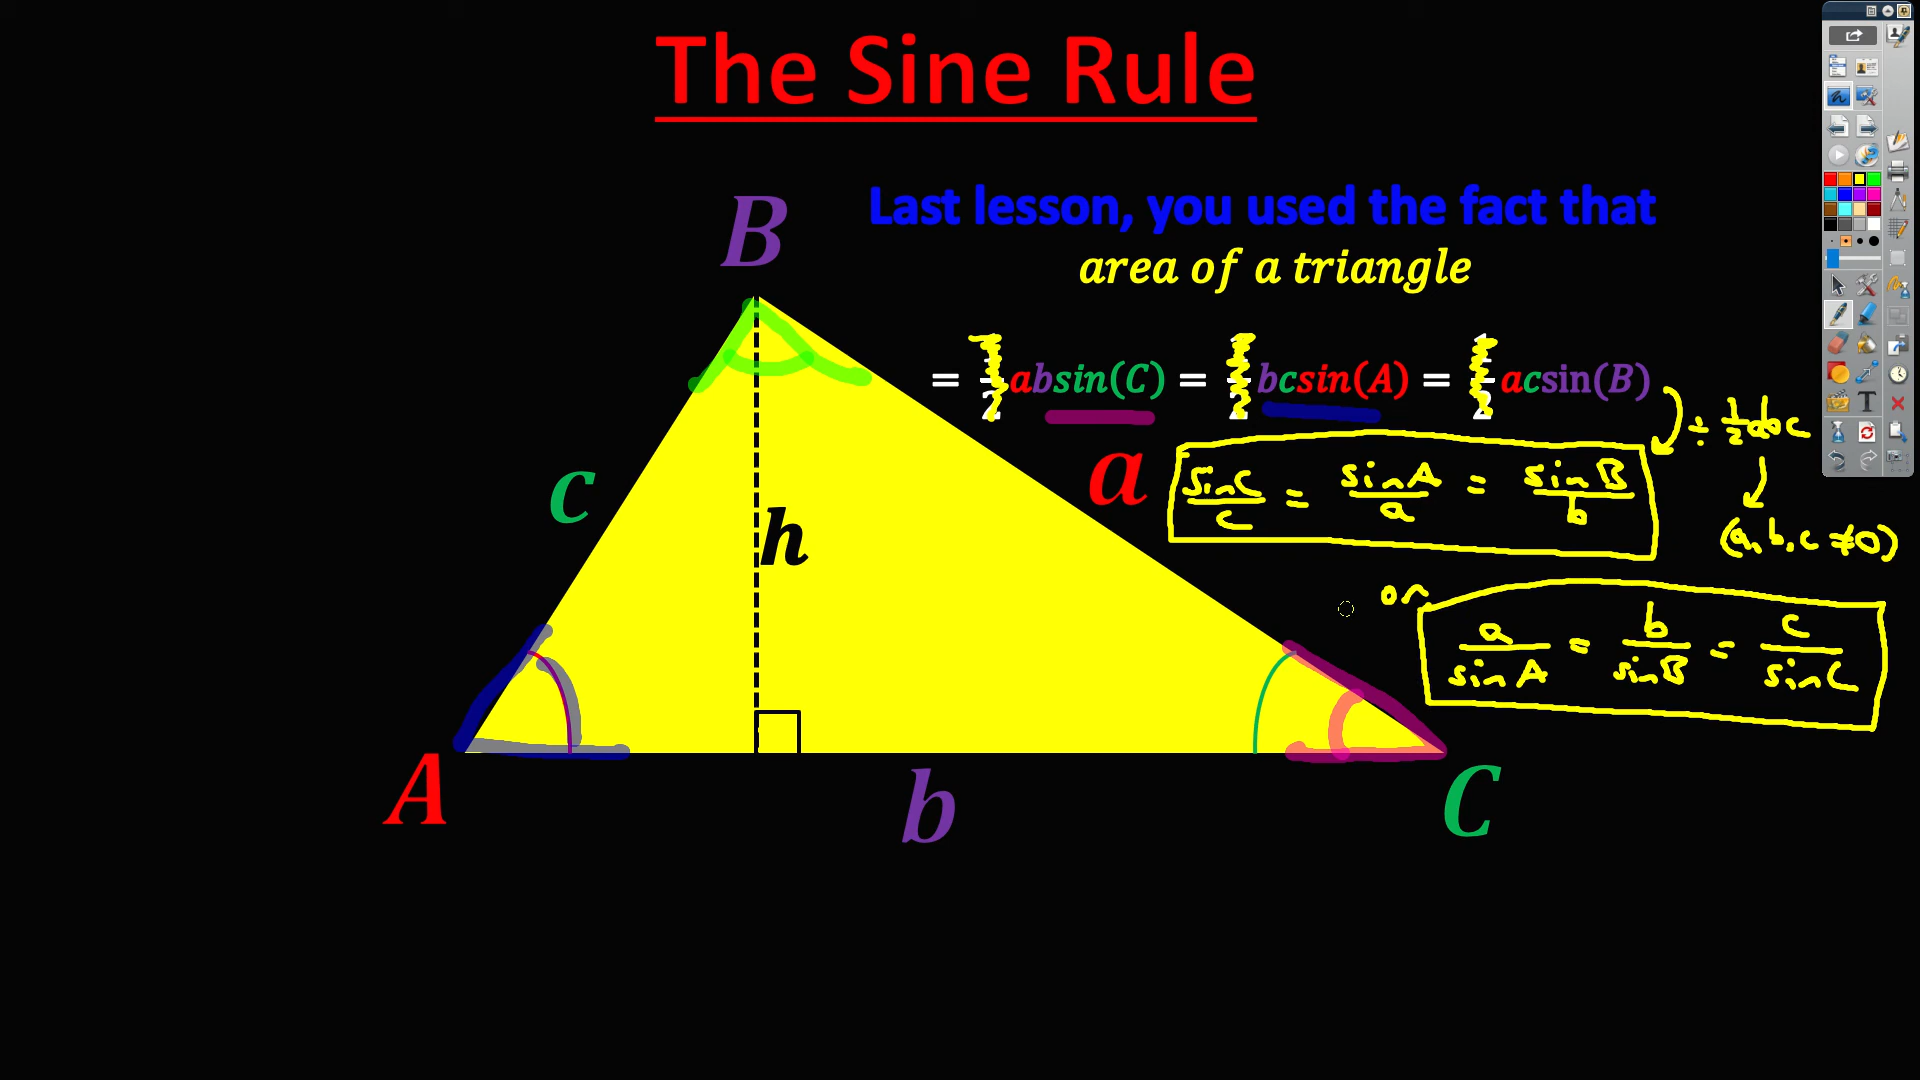 The Sine Rule
B
Last lesson, you used the fact that
area of a triangle
= 1/2 absin(C) = 1/2 bcsin(A) = 1/2 acsin(B)
÷ 1/2 abc
(a, b, c ≠ 0)
c
h
a
sinC/c = sinA/a = sinB/b
or
a/sinA = b/sinB = c/sinC
A
b
C